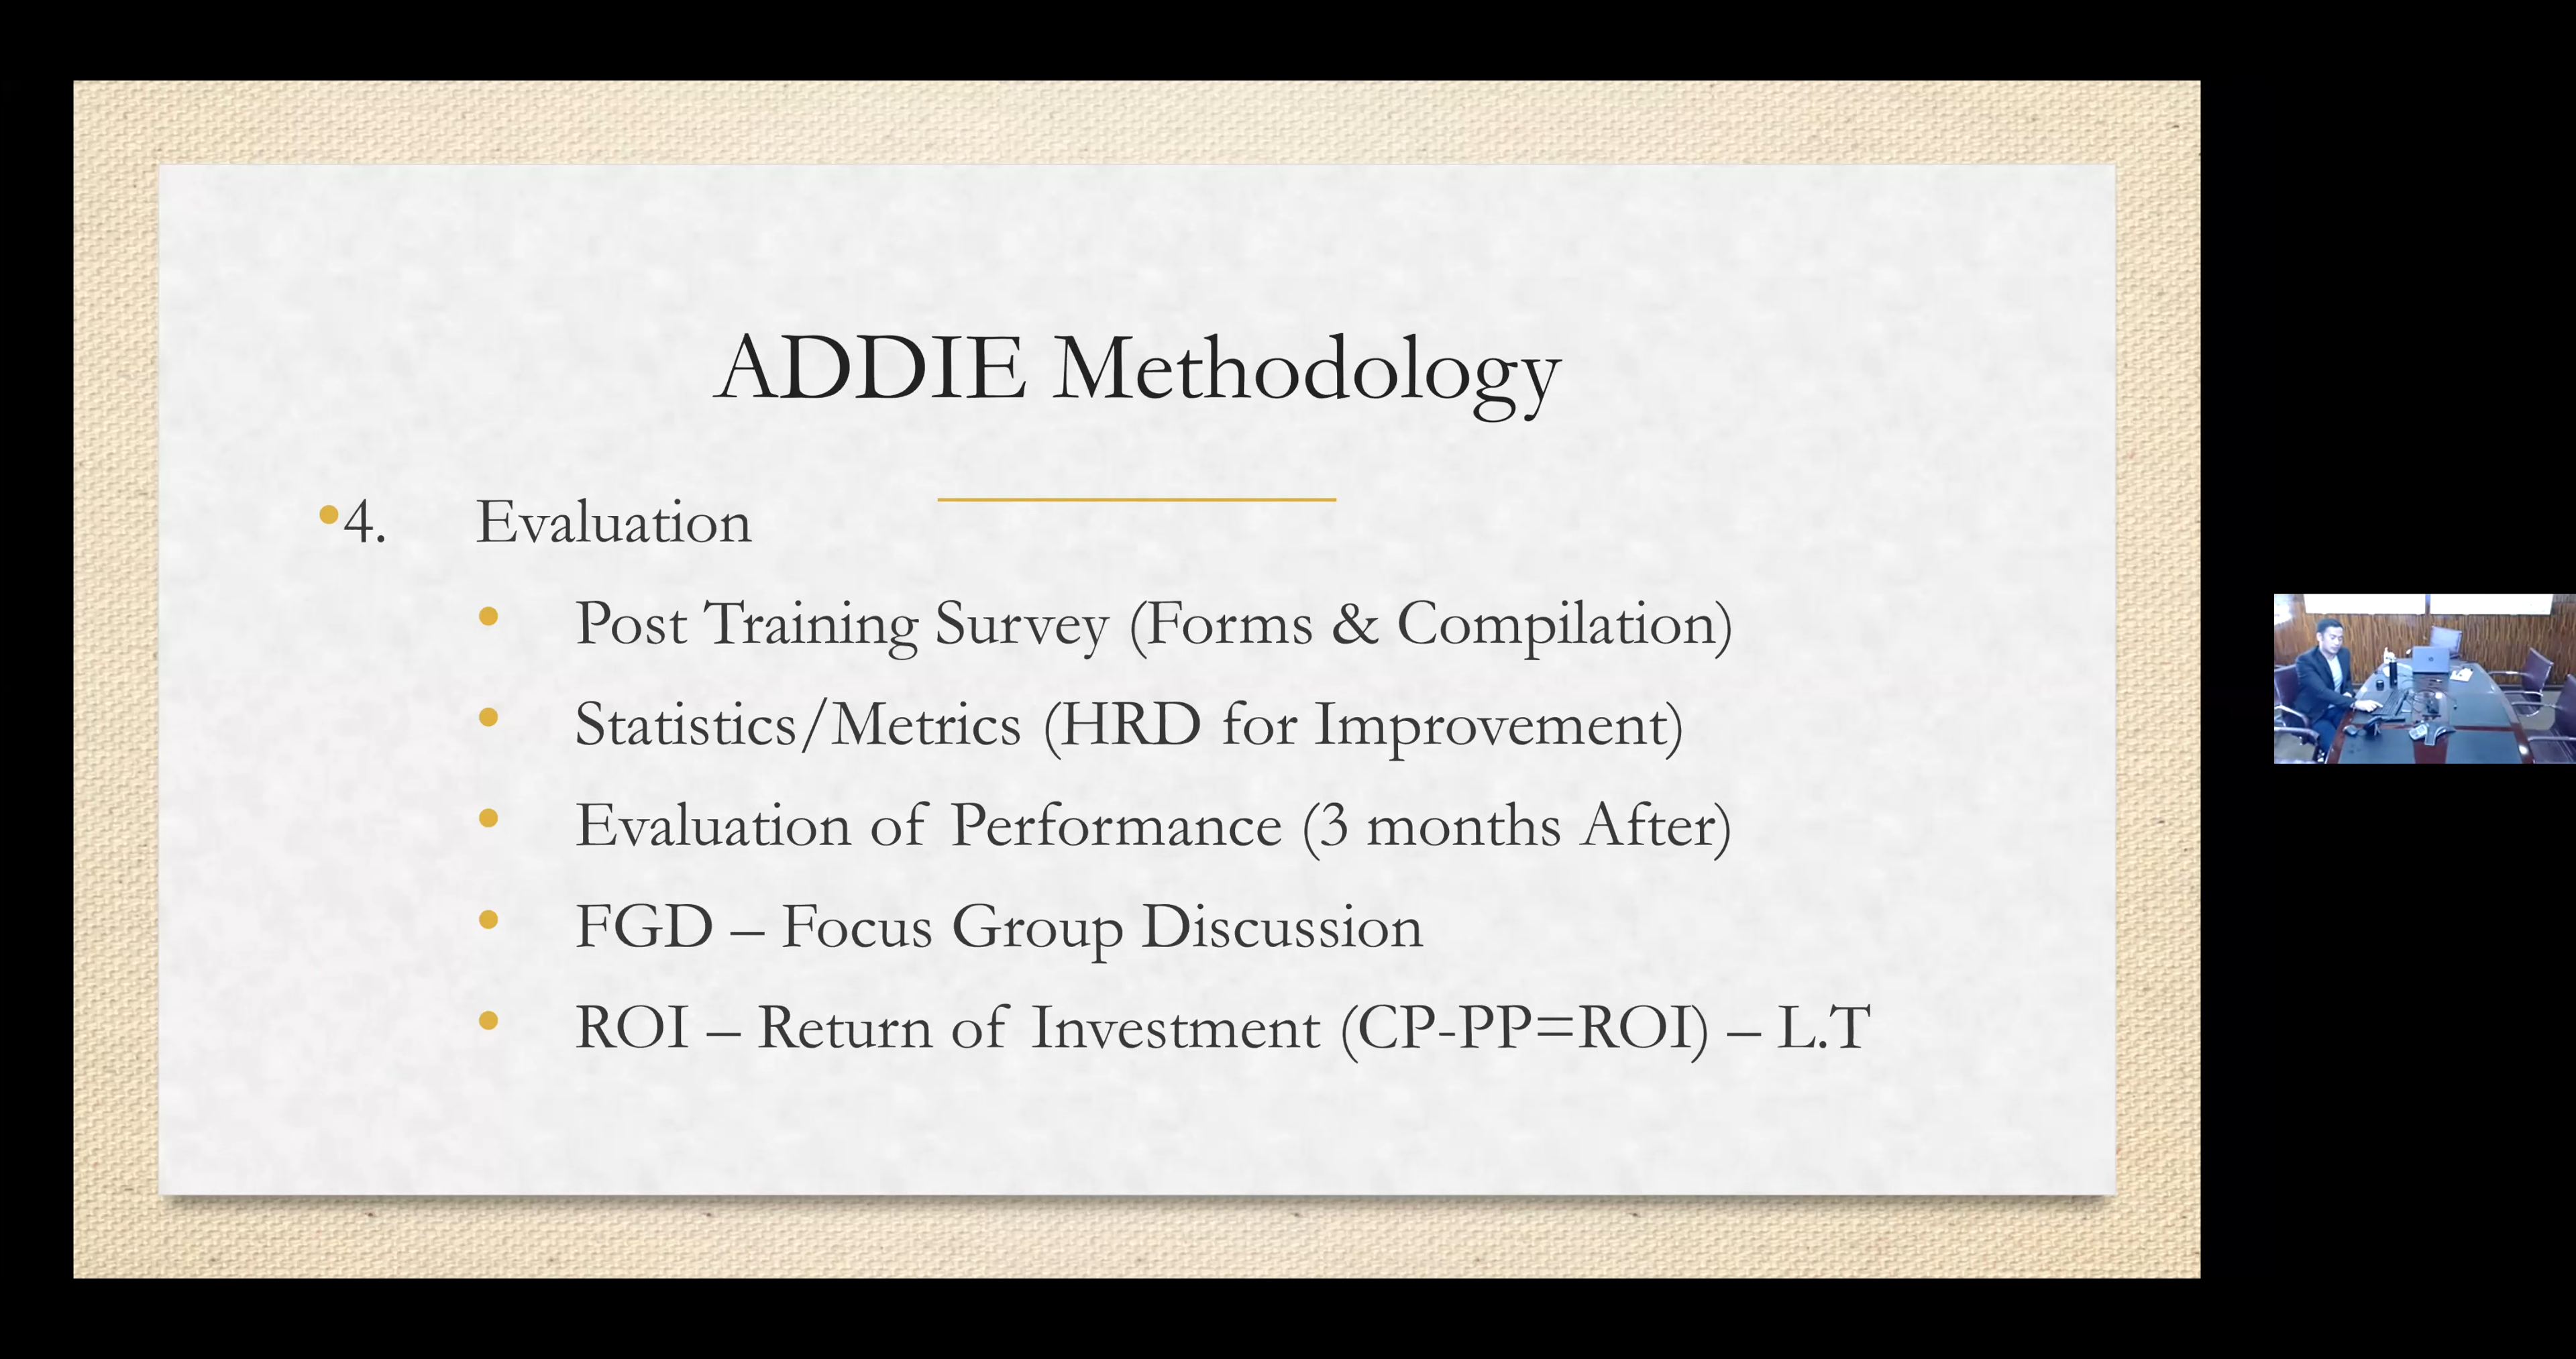 ADDIE Methodology
•4. Evaluation
• Post Training Survey (Forms & Compilation)
• Statistics/Metrics (HRD for Improvement)
• Evaluation of Performance (3 months After)
• FGD – Focus Group Discussion
• ROI – Return of Investment (CP-PP=ROI) – L.T